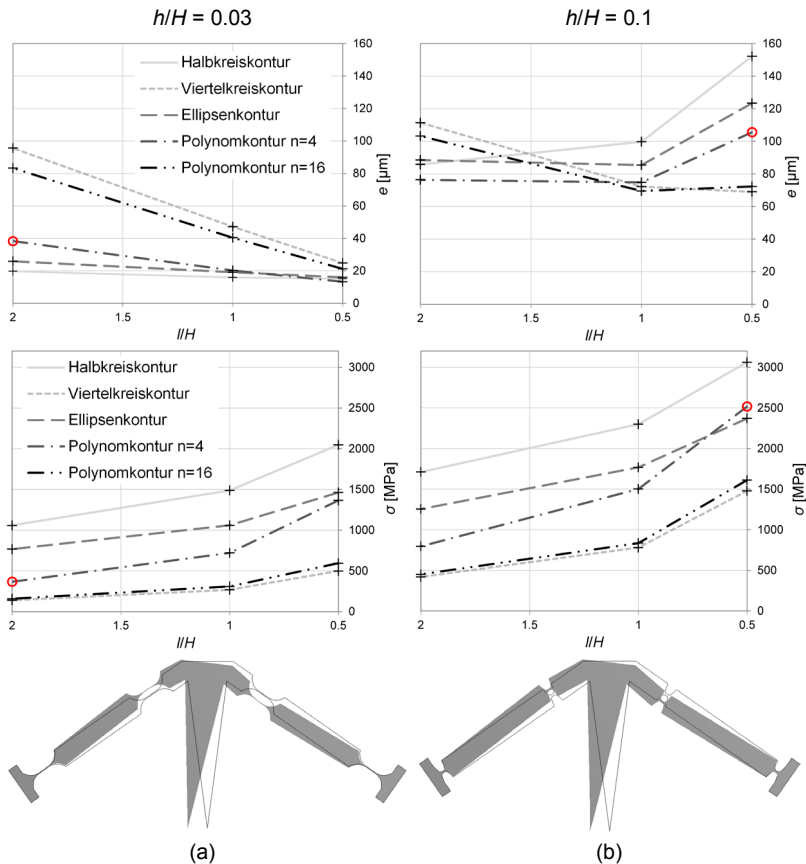 h/H = 0.03
h/H = 0.1
Halbkreiskontur
Viertelkreiskontur
Ellipsenkontur
Polynomkontur n=4
Polynomkontur n=16
160
140
120
100
80
60
40
20
0
e [µm]
2 1.5 1 0.5
l/H
160
140
120
100
80
60
40
20
0
e [µm]
2 1.5 1 0.5
l/H
Halbkreiskontur
Viertelkreiskontur
Ellipsenkontur
Polynomkontur n=4
Polynomkontur n=16
3000
2500
2000
1500
1000
500
0
σ [MPa]
2 1.5 1 0.5
l/H
3000
2500
2000
1500
1000
500
0
σ [MPa]
2 1.5 1 0.5
l/H
(a)
(b)